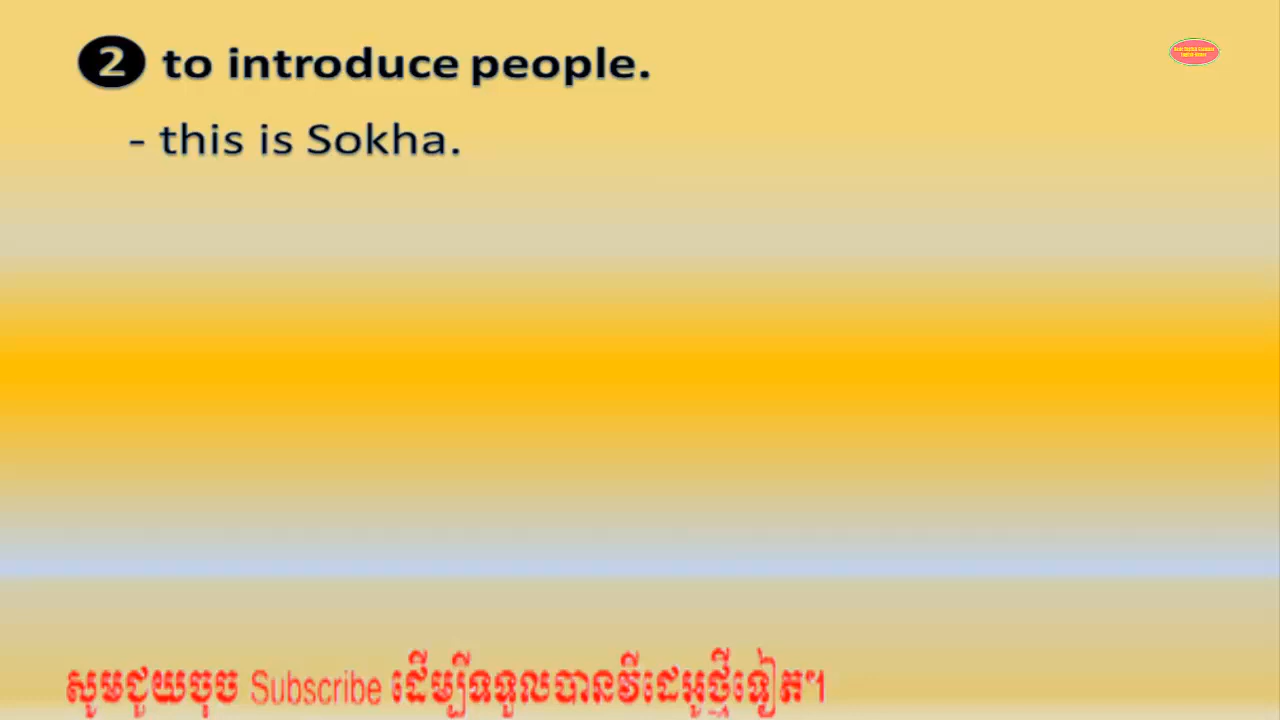 2 to introduce people.
- this is Sokha.
សូមជួយចុច Subscribe ដើម្បីទទួលបានវីដេអូថ្មីទៀត។